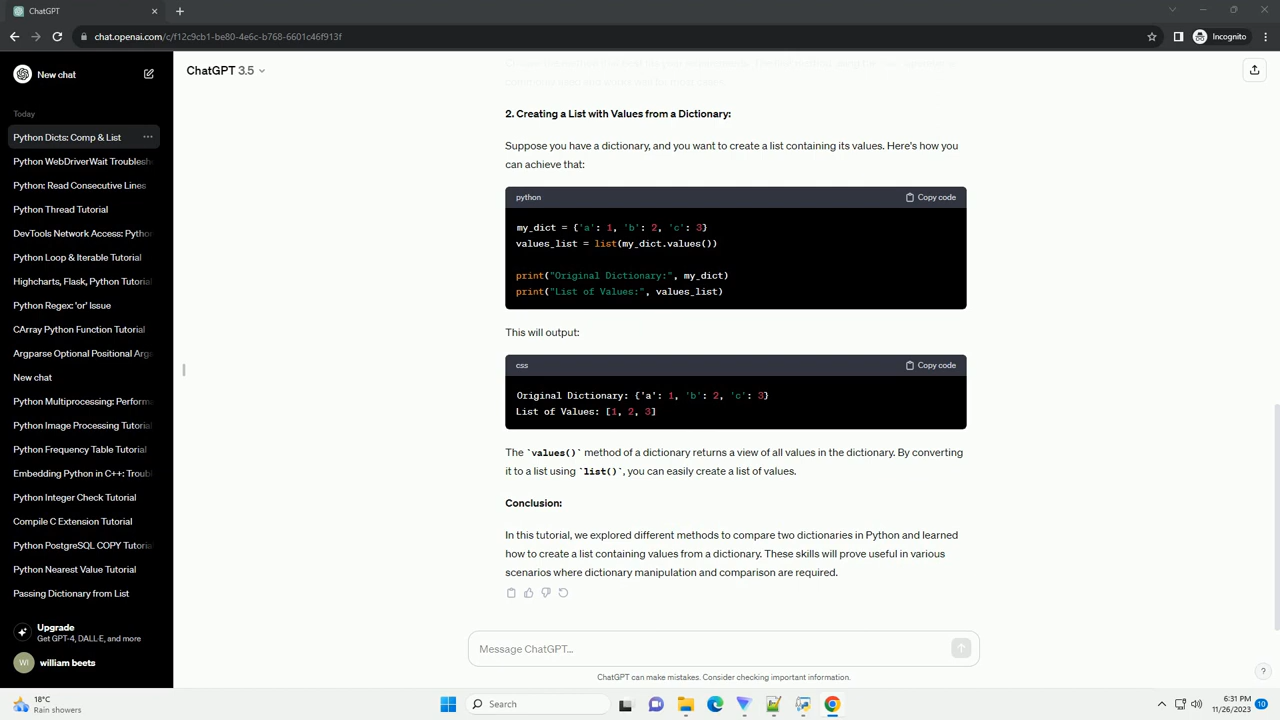 ChatGPT
chat.openai.com/c/f12c9cb1-be80-4e6c-b768-6601c46f913f
Incognito
New chat
Today
Python Dicts: Comp & List
Python WebDriverWait Troublesh
Python: Read Consecutive Lines
Python Thread Tutorial
DevTools Network Access: Pytho
Python Loop & Iterable Tutorial
Highcharts, Flask, Python Tutorial
Python Regex: 'or' Issue
CArray Python Function Tutorial
Argparse Optional Positional Args
New chat
Python Multiprocessing: Performa
Python Image Processing Tutorial
Python Frequency Table Tutorial
Embedding Python in C++: Troub
Python Integer Check Tutorial
Compile C Extension Tutorial
Python PostgreSQL COPY Tutoria
Python Nearest Value Tutorial
Passing Dictionary from List
Upgrade
Get GPT-4, DALL·E, and more
WI
william beets
ChatGPT 3.5
2. Creating a List with Values from a Dictionary:
Suppose you have a dictionary, and you want to create a list containing its values. Here's how you
can achieve that:
python
Copy code
my_dict = {'a': 1, 'b': 2, 'c': 3}
values_list = list(my_dict.values())
print("Original Dictionary:", my_dict)
print("List of Values:", values_list)
This will output:
css
Copy code
Original Dictionary: {'a': 1, 'b': 2, 'c': 3}
List of Values: [1, 2, 3]
The `values()` method of a dictionary returns a view of all values in the dictionary. By converting
it to a list using `list()`, you can easily create a list of values.
Conclusion:
In this tutorial, we explored different methods to compare two dictionaries in Python and learned
how to create a list containing values from a dictionary. These skills will prove useful in various
scenarios where dictionary manipulation and comparison are required.
Message ChatGPT...
ChatGPT can make mistakes. Consider checking important information.
?
18°C
Rain showers
Search
6:31 PM
11/26/2023
10